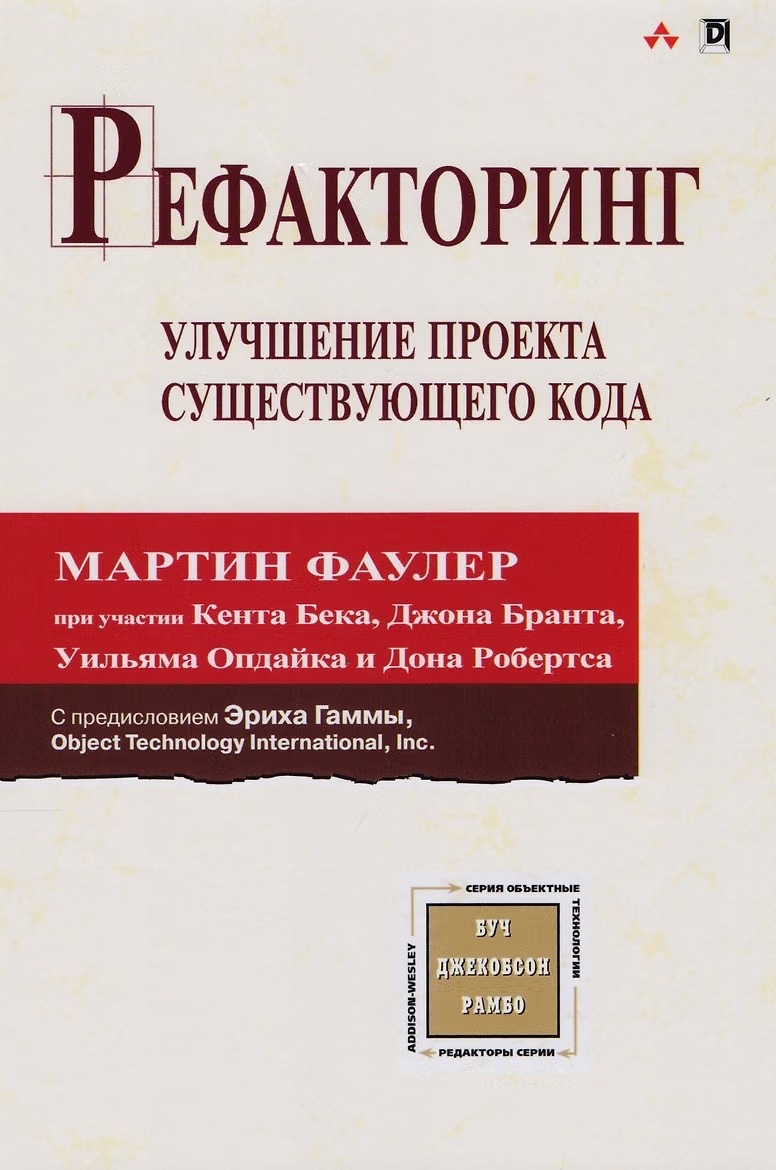 D
РЕФАКТОРИНГ
УЛУЧШЕНИЕ ПРОЕКТА
СУЩЕСТВУЮЩЕГО КОДА
МАРТИН ФАУЛЕР
при участии Кента Бека, Джона Бранта,
Уильяма Опдайка и Дона Робертса
С предисловием Эриха Гаммы,
Object Technology International, Inc.
СЕРИЯ ОБЪЕКТНЫЕ
ТЕХНОЛОГИИ
БУЧ
ДЖЕКОБСОН
РАМБО
ADDISON-WESLEY
РЕДАКТОРЫ СЕРИИ